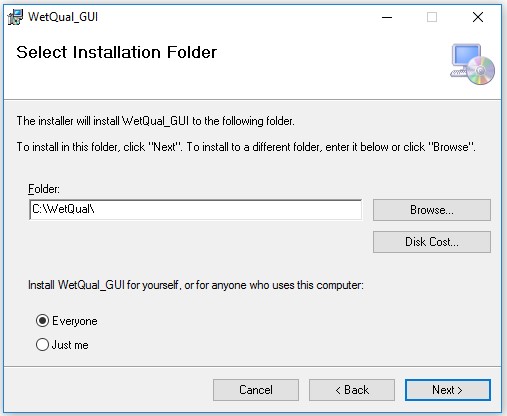 WetQual_GUI
Select Installation Folder
The installer will install WetQual_GUI to the following folder.
To install in this folder, click "Next". To install to a different folder, enter it below or click "Browse".
Folder:
C:\WetQual\
Browse...
Disk Cost...
Install WetQual_GUI for yourself, or for anyone who uses this computer:
Everyone
Just me
Cancel
< Back
Next >